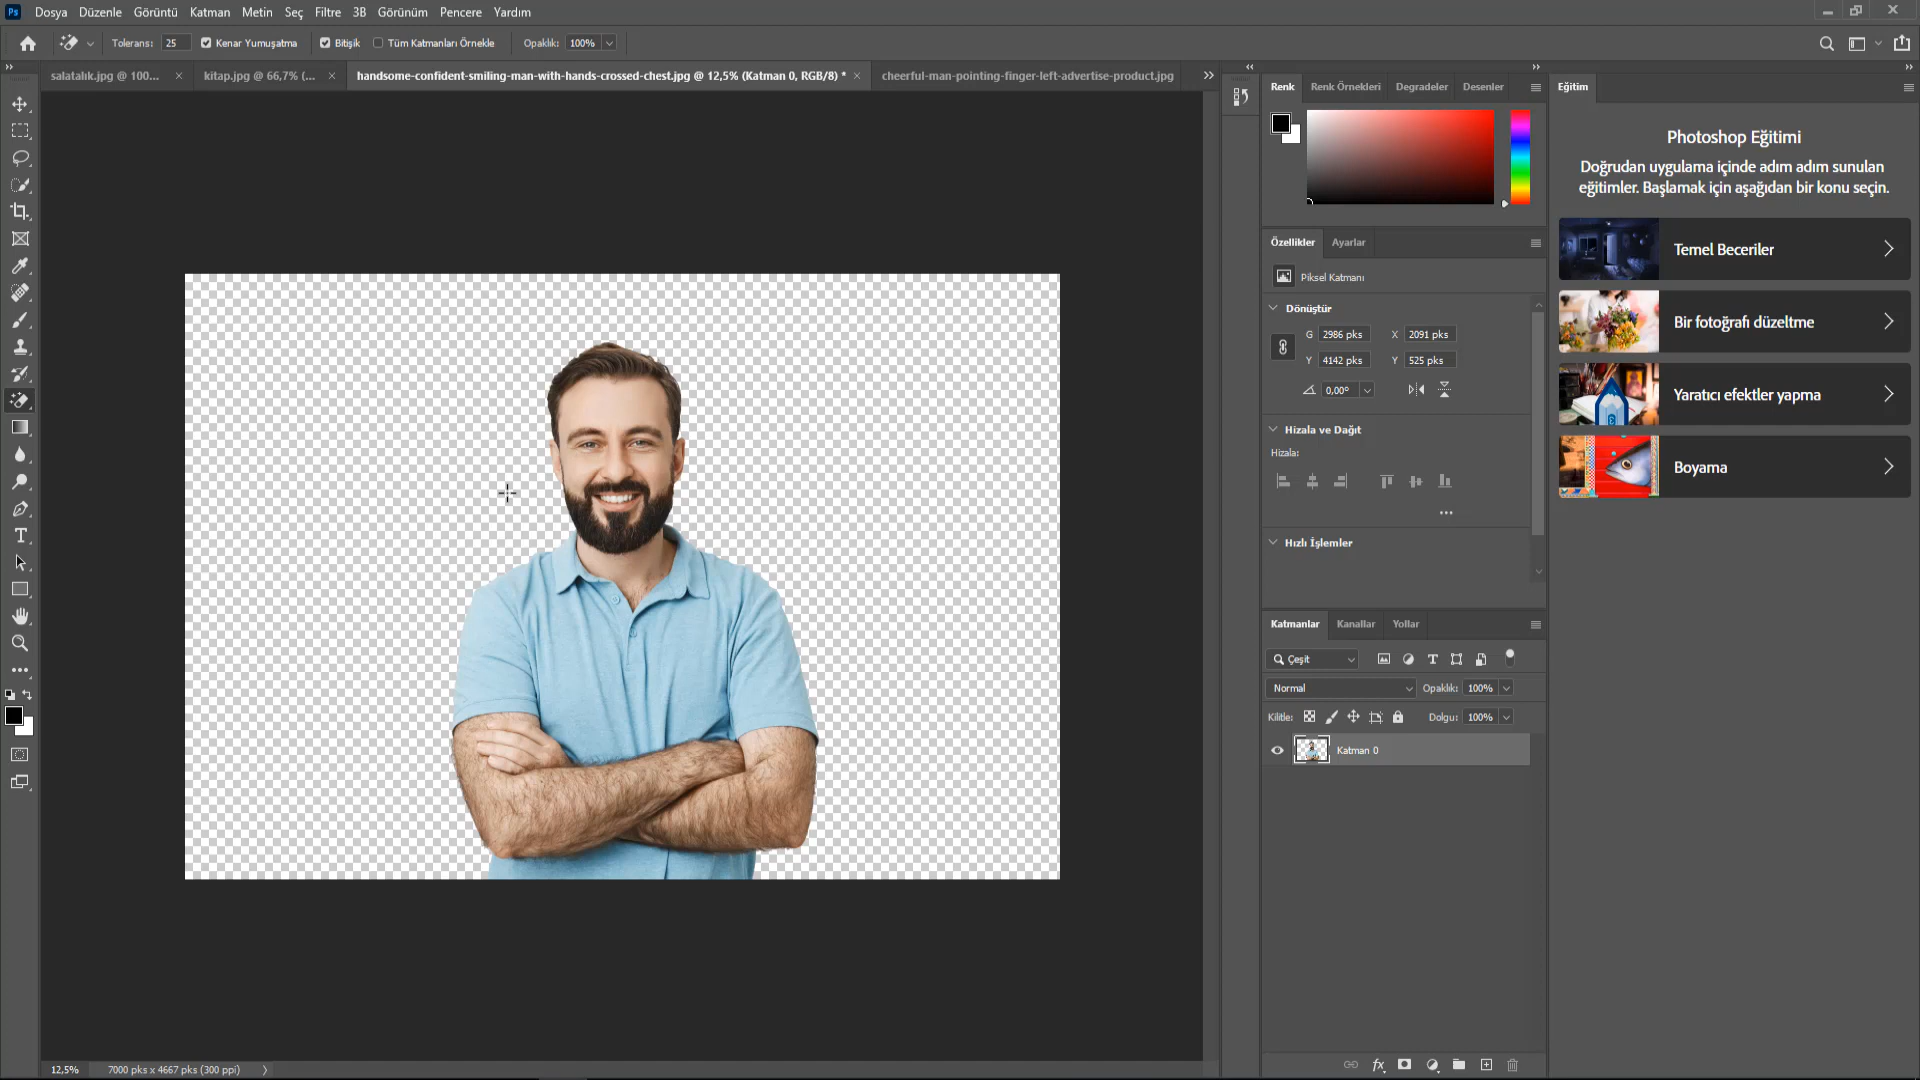 Ps Dosya Düzenle Görüntü Katman Metin Seç Filtre 3B Görünüm Pencere Yardım
Tolerans: 25 Kenar Yumuşatma Bitişik Tüm Katmanları Örnekle Opaklık: 100%
salatalık.jpg @ 100... kitap.jpg @ 66,7% (... handsome-confident-smiling-man-with-hands-crossed-chest.jpg @ 12,5% (Katman 0, RGB/8) * cheerful-man-pointing-finger-left-advertise-product.jpg
Renk Renk Örnekleri Degradeler Desenler
Eğitim
Photoshop Eğitimi
Doğrudan uygulama içinde adım adım sunulan
eğitimler. Başlamak için aşağıdan bir konu seçin.
Temel Beceriler
Bir fotoğrafı düzeltme
Yaratıcı efektler yapma
Boyama
Özellikler Ayarlar
Piksel Katmanı
Dönüştür
G 2986 pks X 2091 pks
Y 4142 pks Y 525 pks
0,00°
Hizala ve Dağıt
Hizala:
Hızlı İşlemler
Katmanlar Kanallar Yollar
Çeşit
Normal Opaklık: 100%
Kilitle: Dolgu: 100%
Katman 0
fx
12,5% 7000 pks x 4667 pks (300 ppi)